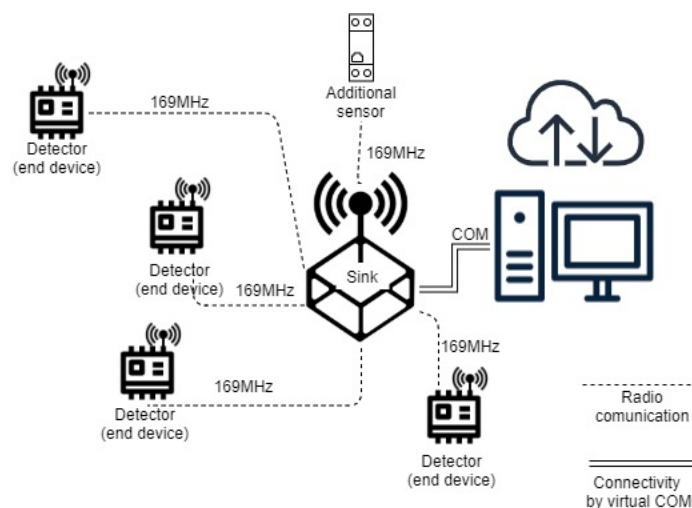 169MHz
Additional
sensor
Detector
(end device)
169MHz
COM
Detector
(end device)
169MHz
Sink
169MHz
Detector
(end device)
169MHz
Detector
(end device)
Radio
comunication
Connectivity
by virtual COM